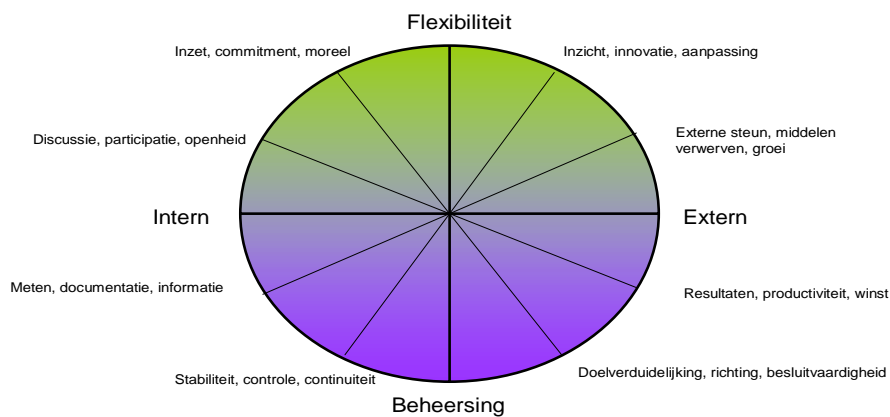 Flexibiliteit
Inzet, commitment, moreel
Inzicht, innovatie, aanpassing
Discussie, participatie, openheid
Externe steun, middelen
verwerven, groei
Intern
Extern
Meten, documentatie, informatie
Resultaten, productiviteit, winst
Stabiliteit, controle, continuiteit
Doelverduidelijking, richting, besluitvaardigheid
Beheersing